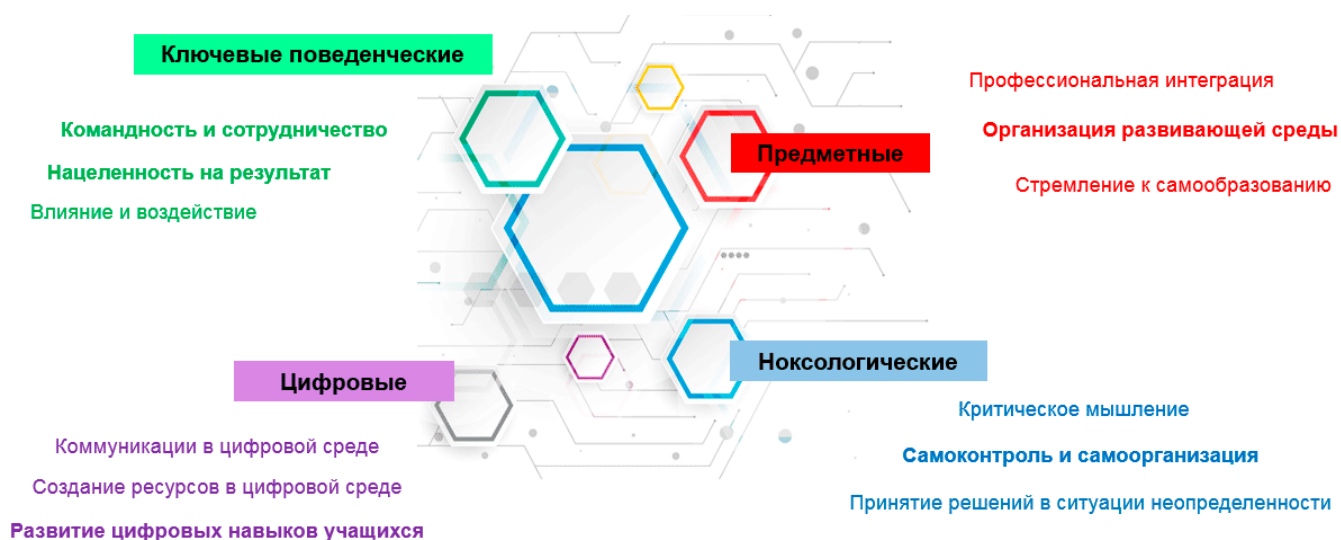 Ключевые поведенческие
Командность и сотрудничество
Нацеленность на результат
Влияние и воздействие
Предметные
Профессиональная интеграция
Организация развивающей среды
Стремление к самообразованию
Цифровые
Коммуникации в цифровой среде
Создание ресурсов в цифровой среде
Развитие цифровых навыков учащихся
Ноксологические
Критическое мышление
Самоконтроль и самоорганизация
Принятие решений в ситуации неопределенности